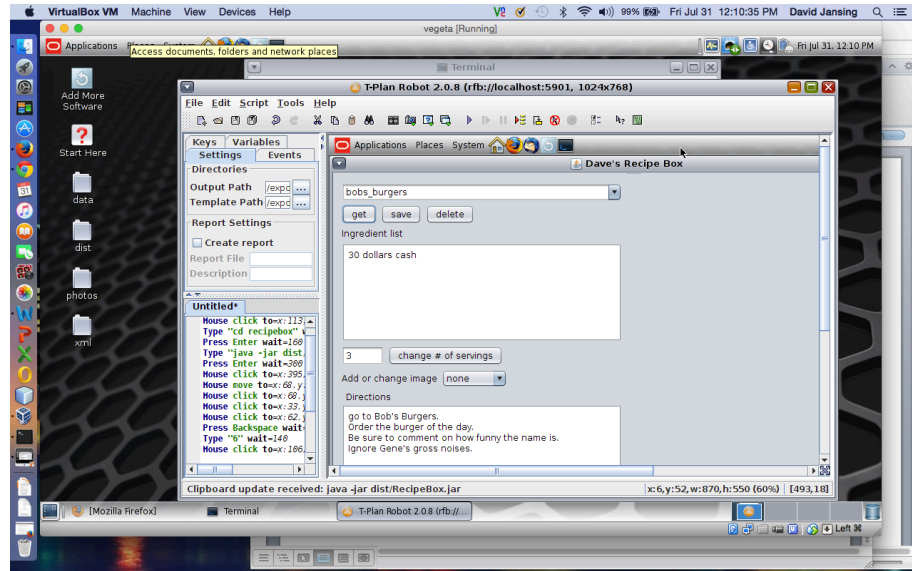 VirtualBox VM Machine View Devices Help 99% Fri Jul 31 12:10:35 PM David Jansing
vegeta [Running]
Applications Places System Fri Jul 31, 12:10 PM
Access documents, folders and network places
Terminal
Add More
Software
Start Here
data
dist
photos
xml
T-Plan Robot 2.0.8 (rfb://localhost:5901, 1024x768)
File Edit Script Tools Help
Keys Variables
Settings Events
Directories
Output Path /expo ...
Template Path /expo ...
Report Settings
Create report
Report File
Description
Untitled*
Mouse click to=x:113,
Type "cd recipebox"
Press Enter wait=160
Type "java -jar dist,
Press Enter wait=300
Mouse click to=x:395,
Mouse move to=x:68,y
Mouse click to=x:68,
Mouse click to=x:33,
Mouse click to=x:62,
Press Backspace wait
Type "6" wait=140
Mouse click to=x:106,
Applications Places System
Dave's Recipe Box
bobs_burgers
get save delete
Ingredient list
30 dollars cash
3 change # of servings
Add or change image none
Directions
go to Bob's Burgers.
Order the burger of the day.
Be sure to comment on how funny the name is.
Ignore Gene's gross noises.
Clipboard update received: java -jar dist/RecipeBox.jar x:6,y:52,w:870,h:550 (60%) [493,18]
[Mozilla Firefox] Terminal T-Plan Robot 2.0.8 (rfb://...
Left ⌘